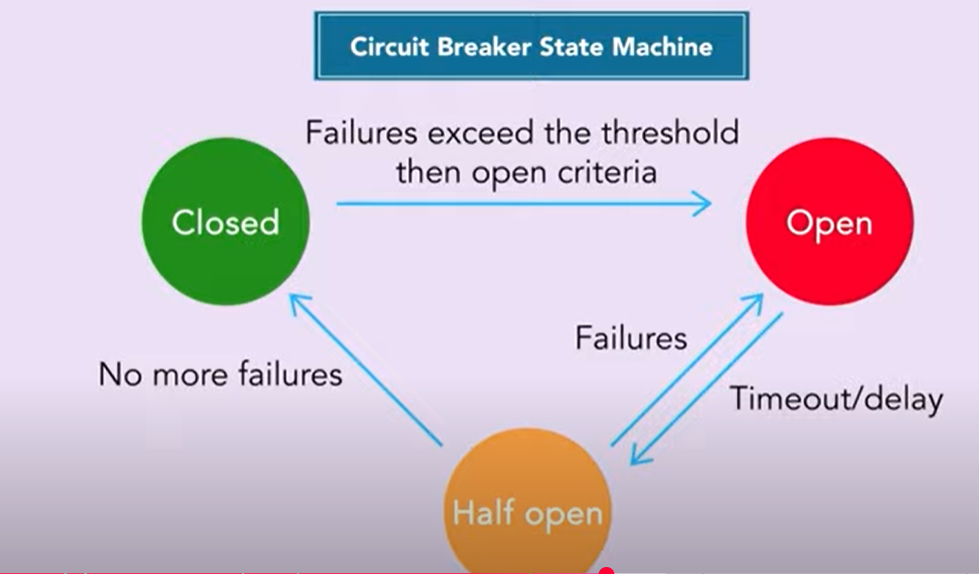 Circuit Breaker State Machine
Failures exceed the threshold
then open criteria
Closed
Open
Failures
No more failures
Timeout/delay
Half open